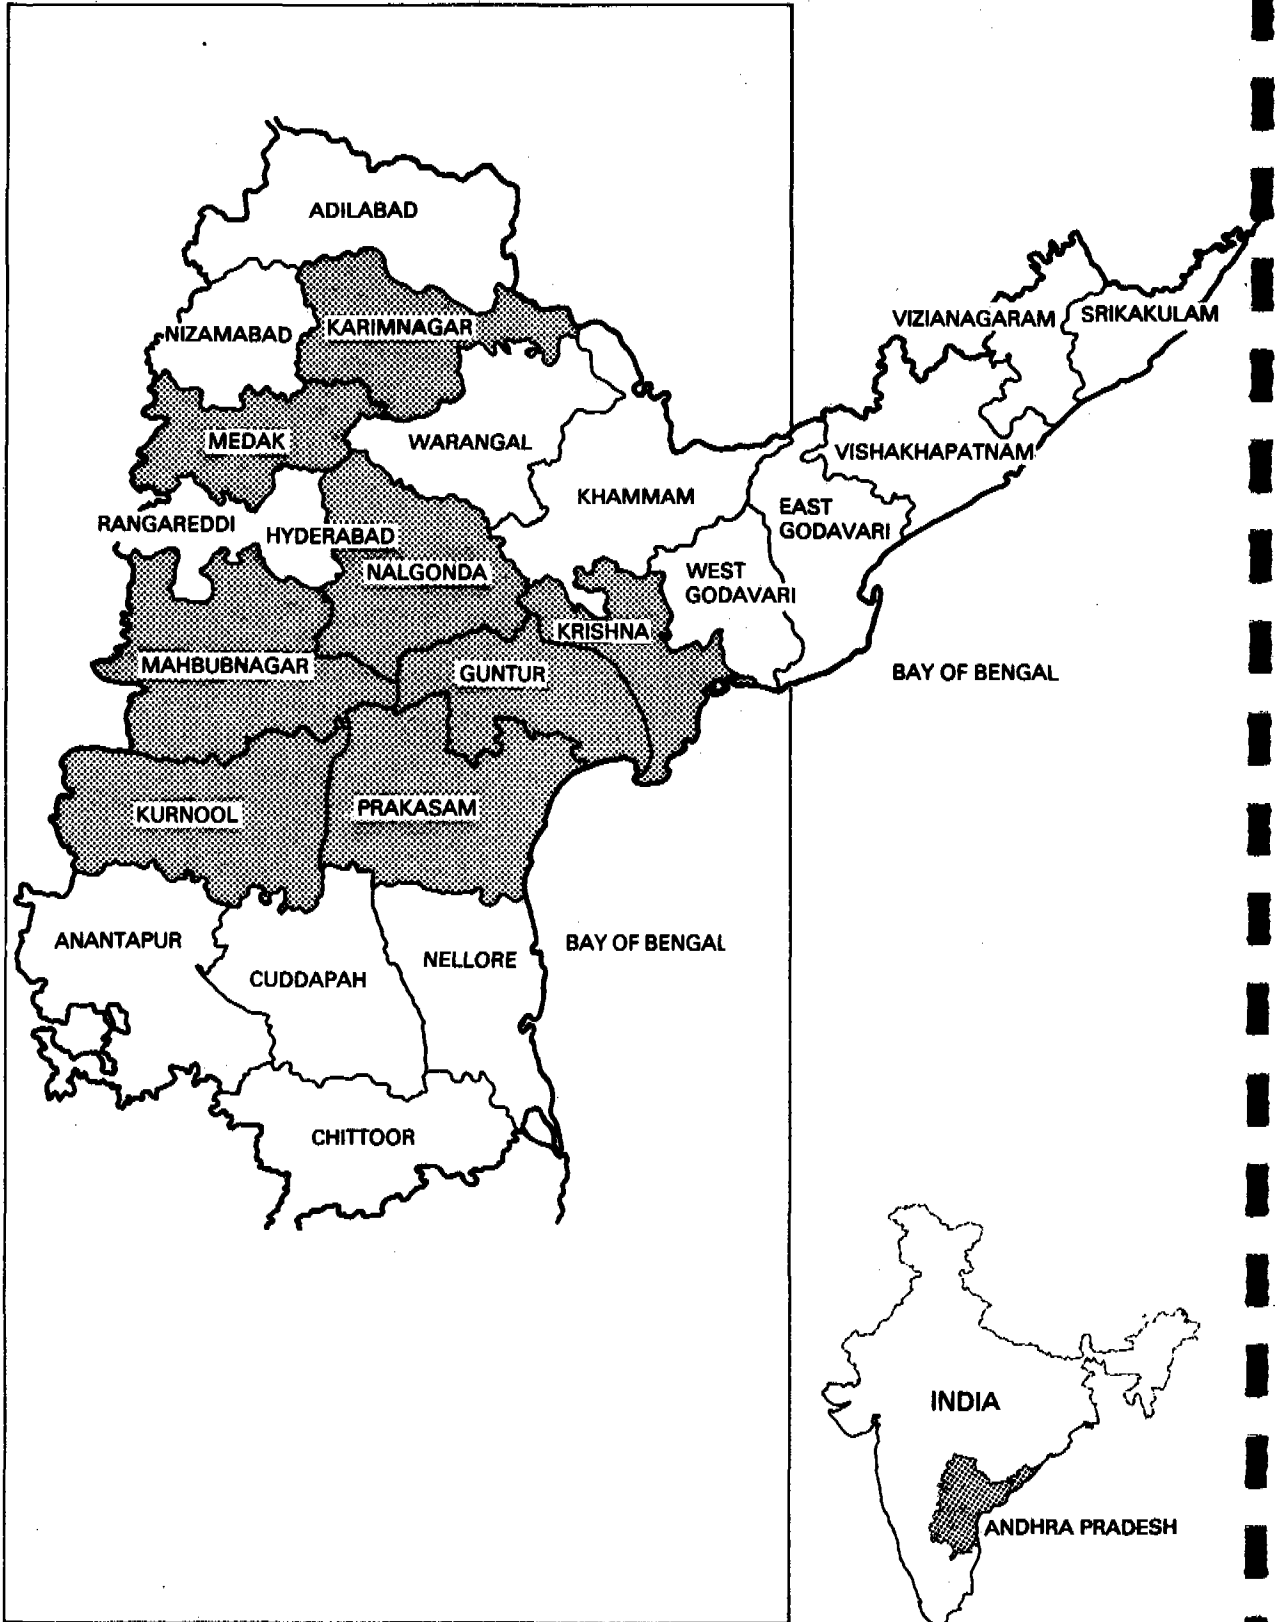 ADILABAD
NIZAMABAD
KARIMNAGAR
VIZIANAGARAM
SRIKAKULAM
MEDAK
WARANGAL
VISHAKHAPATNAM
KHAMMAM
EAST
GODAVARI
RANGAREDDI
HYDERABAD
NALGONDA
WEST
GODAVARI
KRISHNA
MAHBUBNAGAR
GUNTUR
BAY OF BENGAL
KURNOOL
PRAKASAM
ANANTAPUR
CUDDAPAH
NELLORE
BAY OF BENGAL
CHITTOOR
INDIA
ANDHRA PRADESH